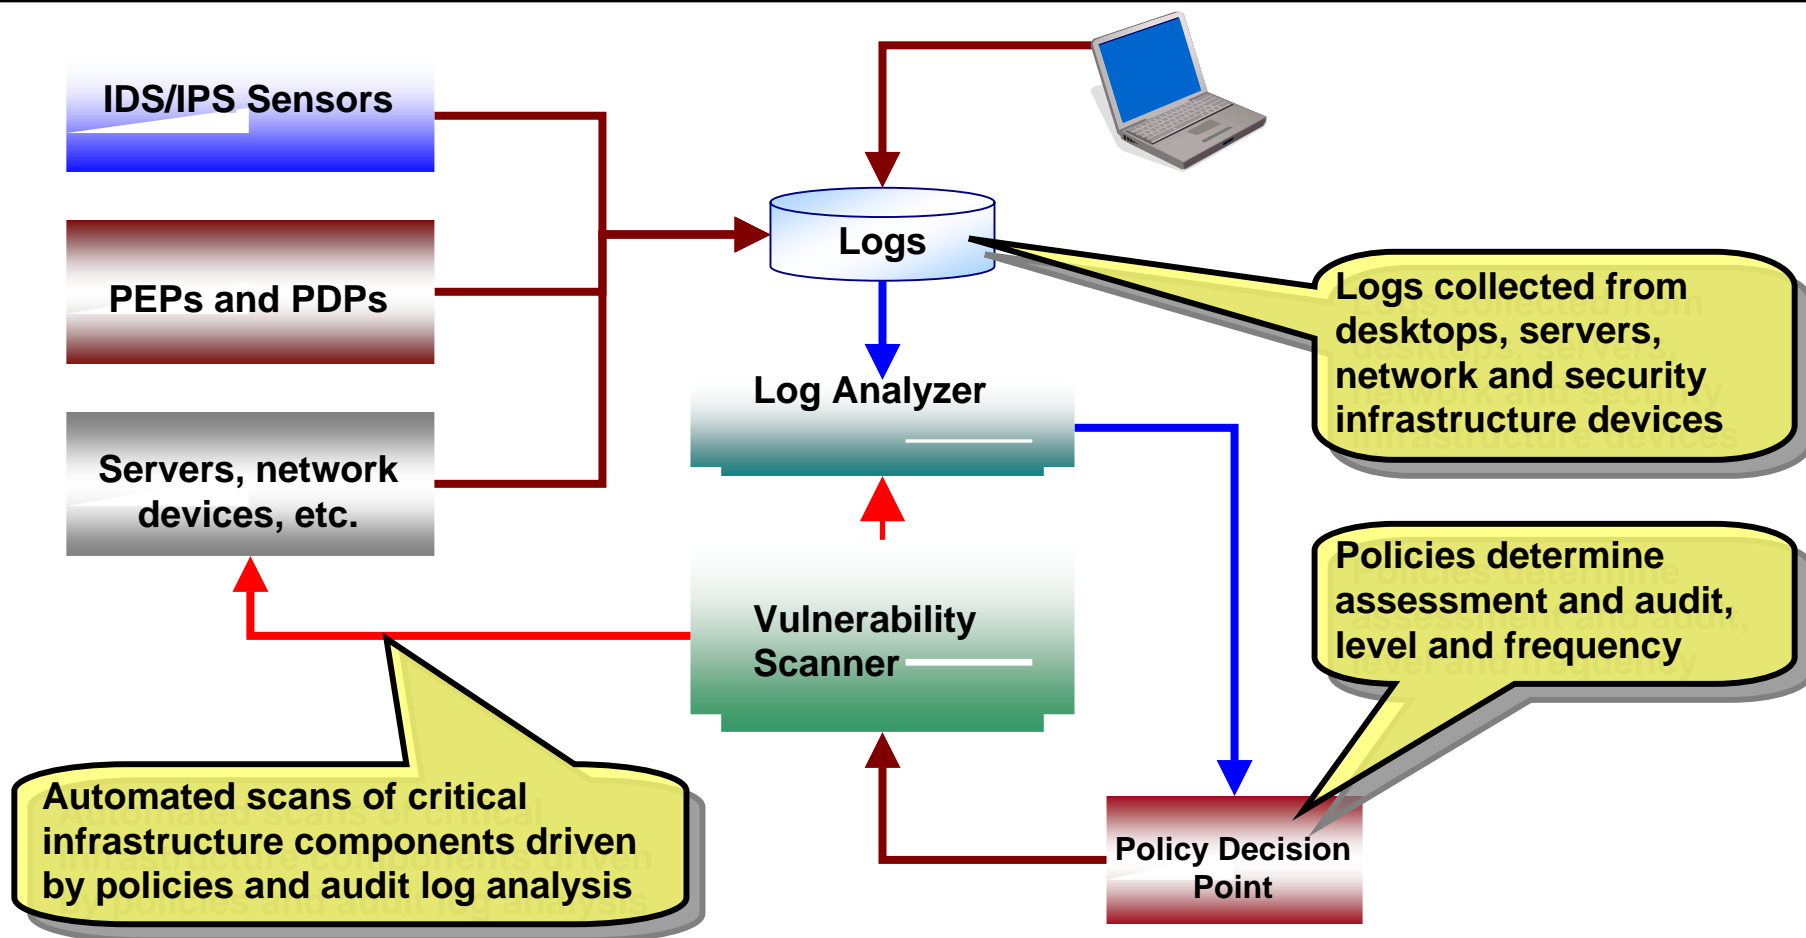 IDS/IPS Sensors
PEPs and PDPs
Servers, network
devices, etc.
Logs
Log Analyzer
Vulnerability
Scanner
Policy Decision
Point
Logs collected from
desktops, servers,
network and security
infrastructure devices
Policies determine
assessment and audit,
level and frequency
Automated scans of critical
infrastructure components driven
by policies and audit log analysis